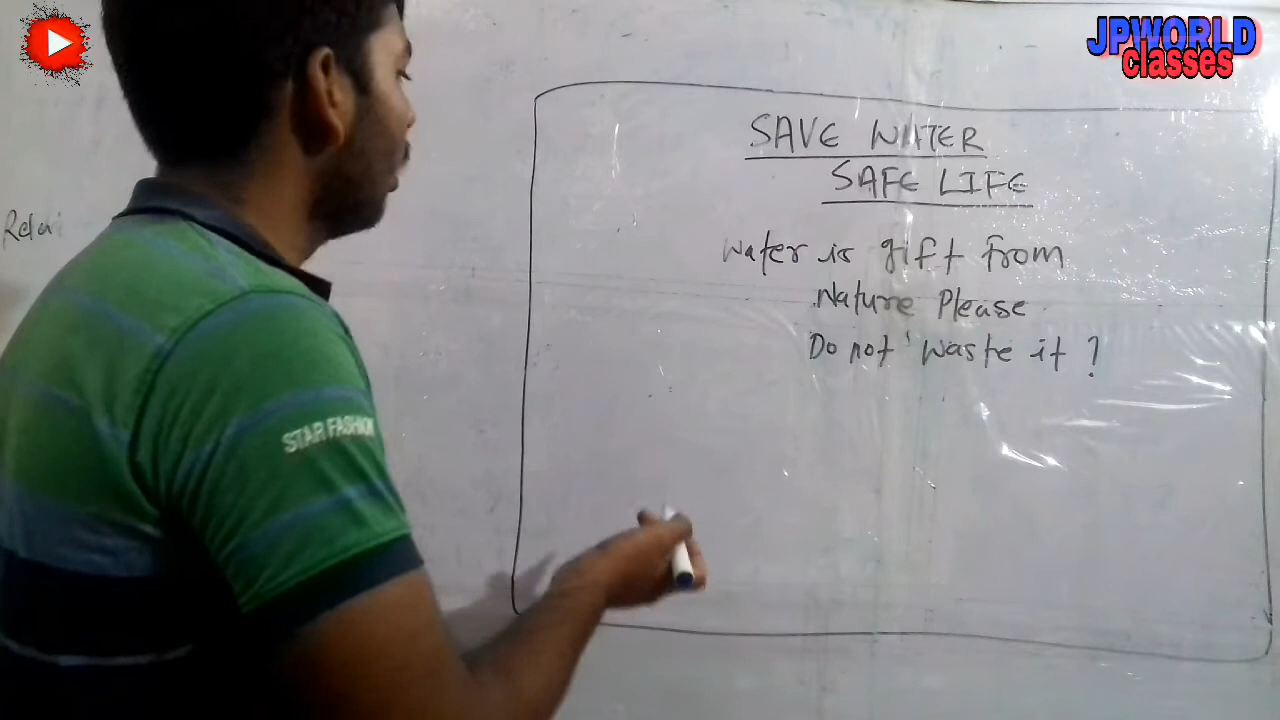 JPWORLD
classes
SAVE WATER
SAFE LIFE
Water is gift from
Nature Please
Do not waste it ?
STAR FASHION